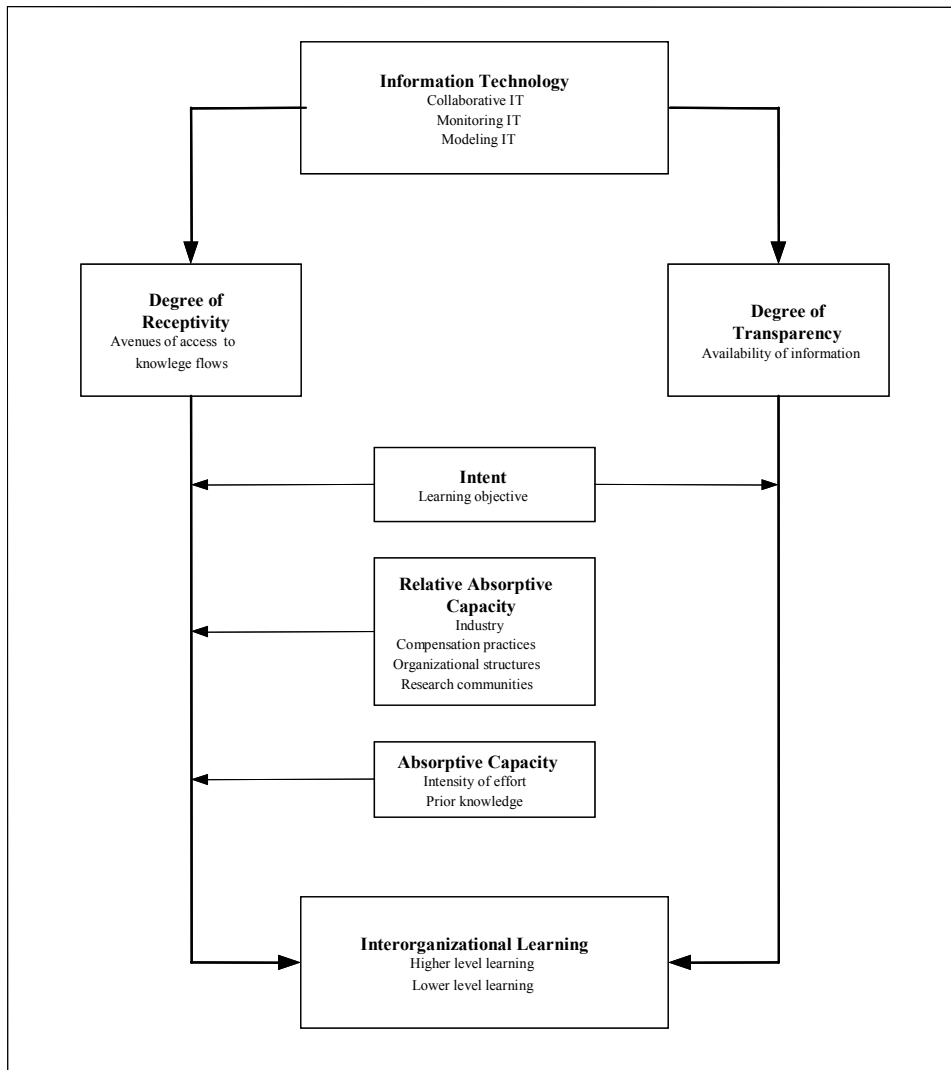 Information Technology
Collaborative IT
Monitoring IT
Modeling IT
Degree of
Receptivity
Avenues of access to
knowlege flows
Degree of
Transparency
Availability of information
Intent
Learning objective
Relative Absorptive
Capacity
Industry
Compensation practices
Organizational structures
Research communities
Absorptive Capacity
Intensity of effort
Prior knowledge
Interorganizational Learning
Higher level learning
Lower level learning